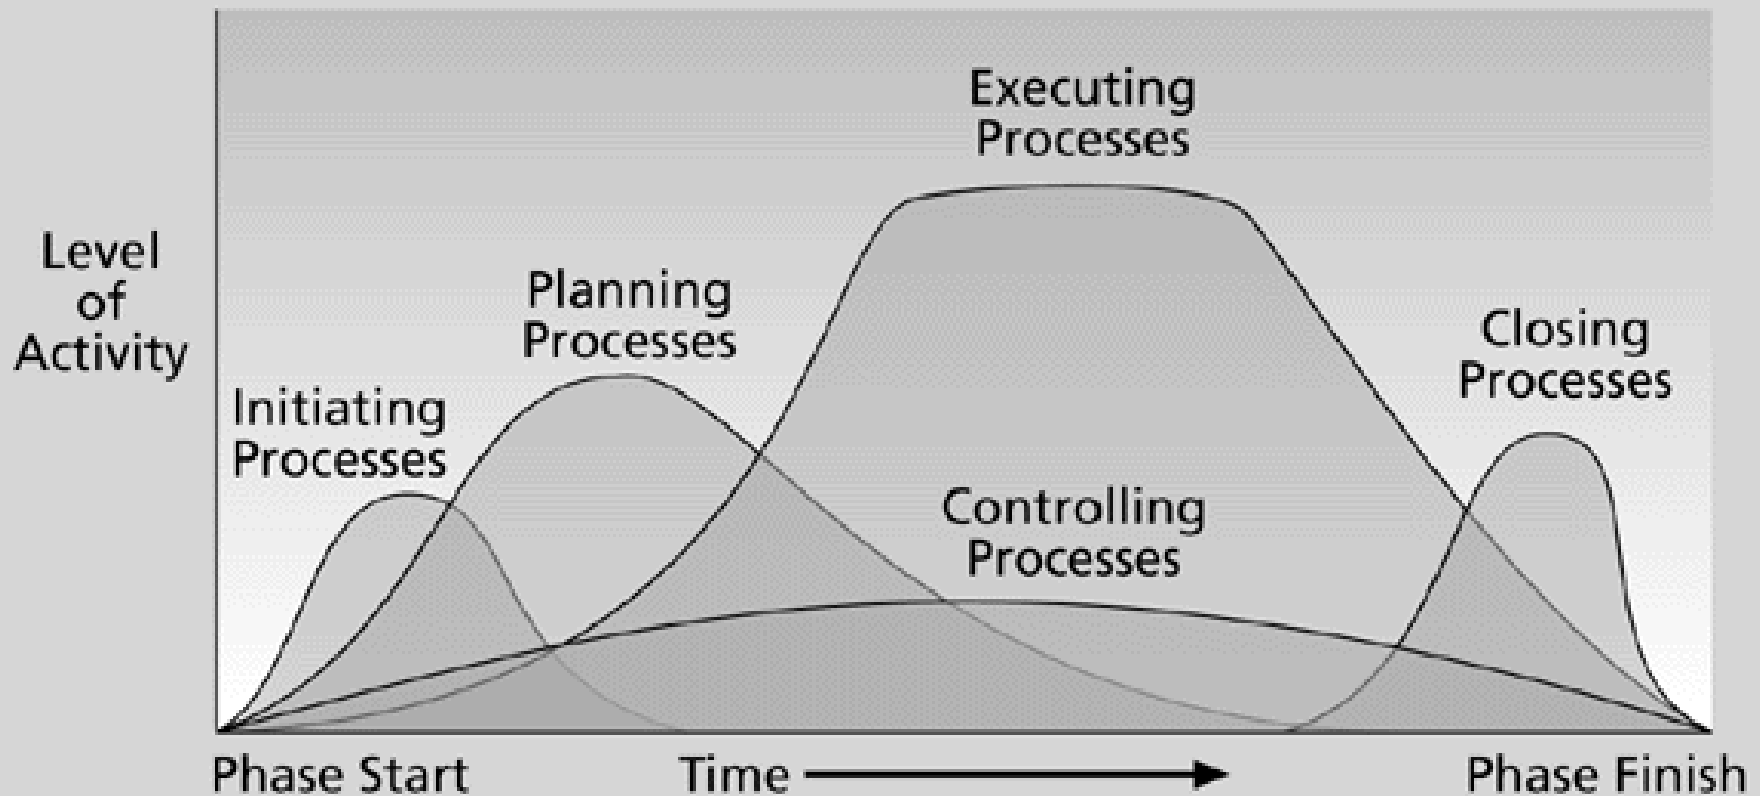 Executing
Processes
Level
of
Activity
Planning
Processes
Closing
Processes
Initiating
Processes
Controlling
Processes
Phase Start
Time
Phase Finish